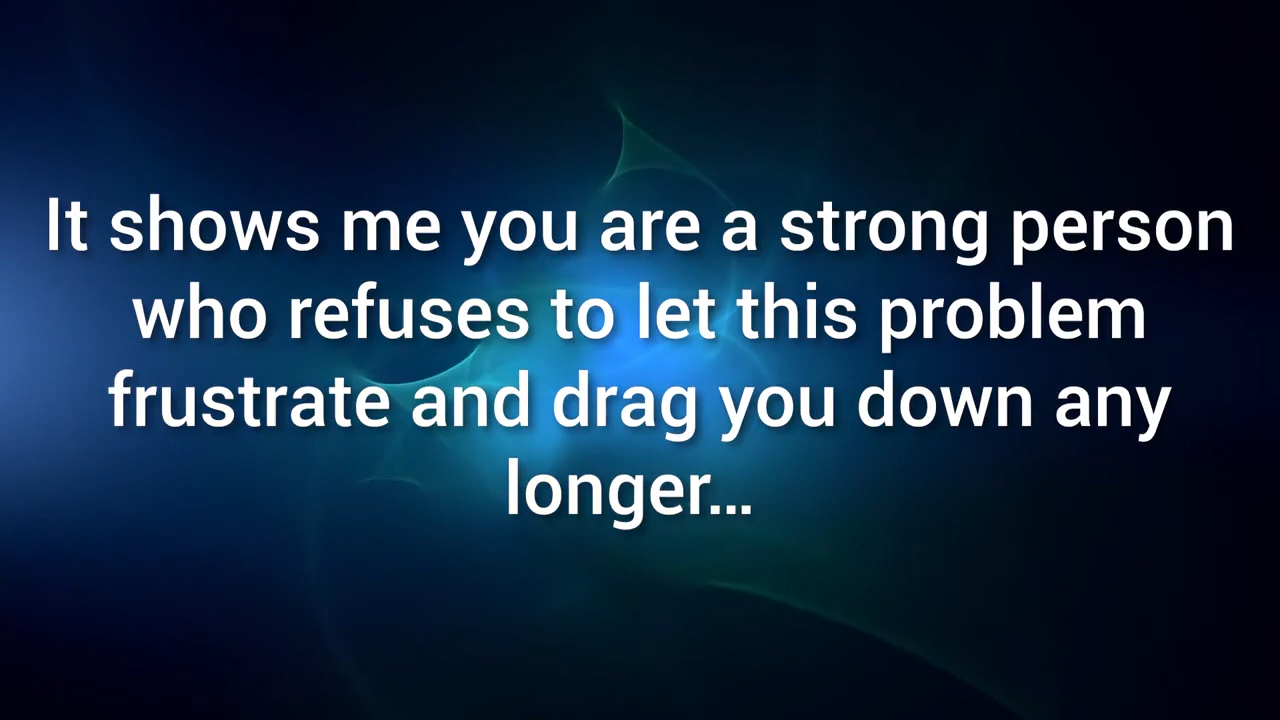 It shows me you are a strong person
who refuses to let this problem
frustrate and drag you down any
longer...